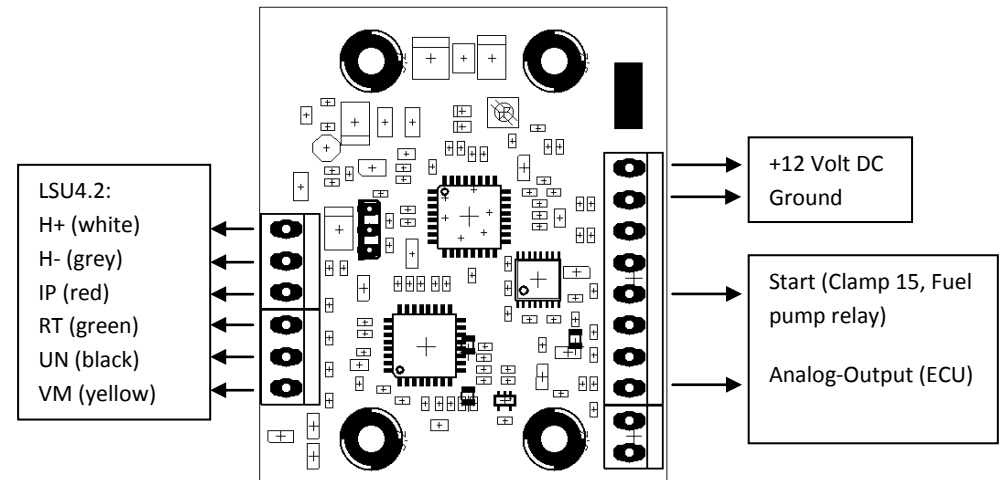 LSU4.2:
H+ (white)
H- (grey)
IP (red)
RT (green)
UN (black)
VM (yellow)
+12 Volt DC
Ground
Start (Clamp 15, Fuel
pump relay)
Analog-Output (ECU)